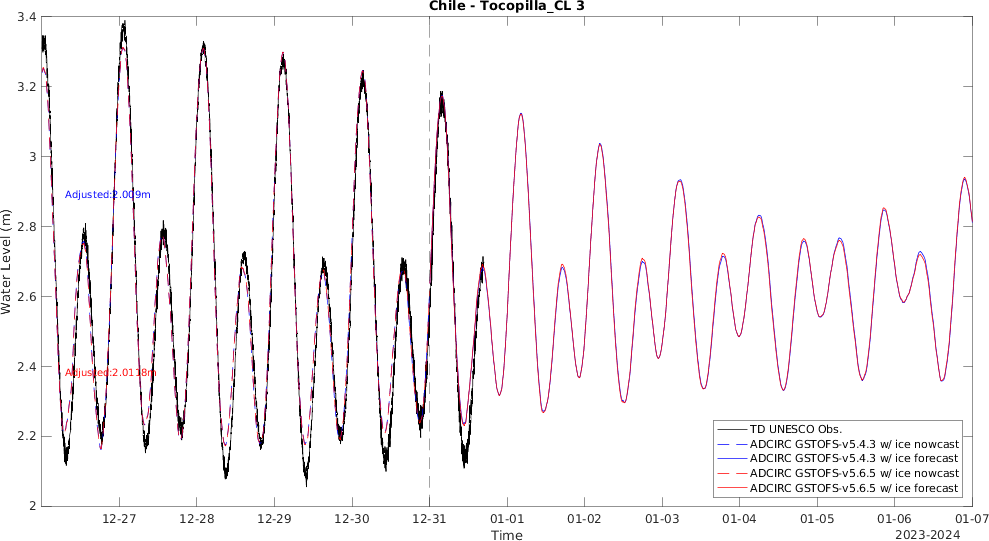 Chile - Tocopilla_CL 3
3.4
3.2
3
2.8
2.6
2.4
2.2
2
Water Level (m)
Adjusted:2.009m
Adjusted:2.0118m
TD UNESCO Obs.
ADCIRC GSTOFS-v5.4.3 w/ ice nowcast
ADCIRC GSTOFS-v5.4.3 w/ ice forecast
ADCIRC GSTOFS-v5.6.5 w/ ice nowcast
ADCIRC GSTOFS-v5.6.5 w/ ice forecast
12-27 12-28 12-29 12-30 12-31 01-01 01-02 01-03 01-04 01-05 01-06 01-07
Time
2023-2024